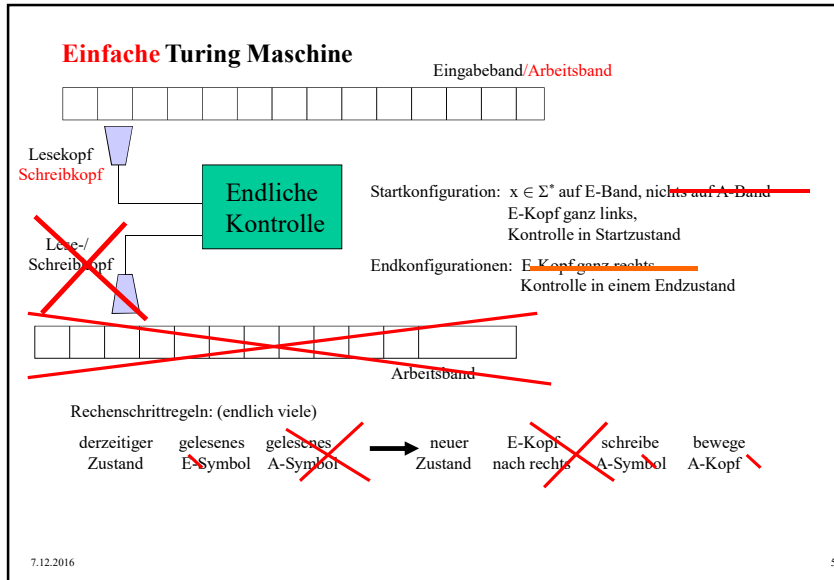 Einfache Turing Maschine
Eingabeband/Arbeitsband
Lesekopf
Schreibkopf
Endliche
Kontrolle
Startkonfiguration: x ∈ Σ* auf E-Band, nichts auf A-Band
E-Kopf ganz links,
Kontrolle in Startzustand
Lese-/
Schreibkopf
Endkonfigurationen: E-Kopf ganz rechts
Kontrolle in einem Endzustand
Arbeitsband
Rechenschrittregeln: (endlich viele)
derzeitiger gelesenes gelesenes neuer E-Kopf schreibe bewege
Zustand E-Symbol A-Symbol Zustand nach rechts A-Symbol A-Kopf
7.12.2016